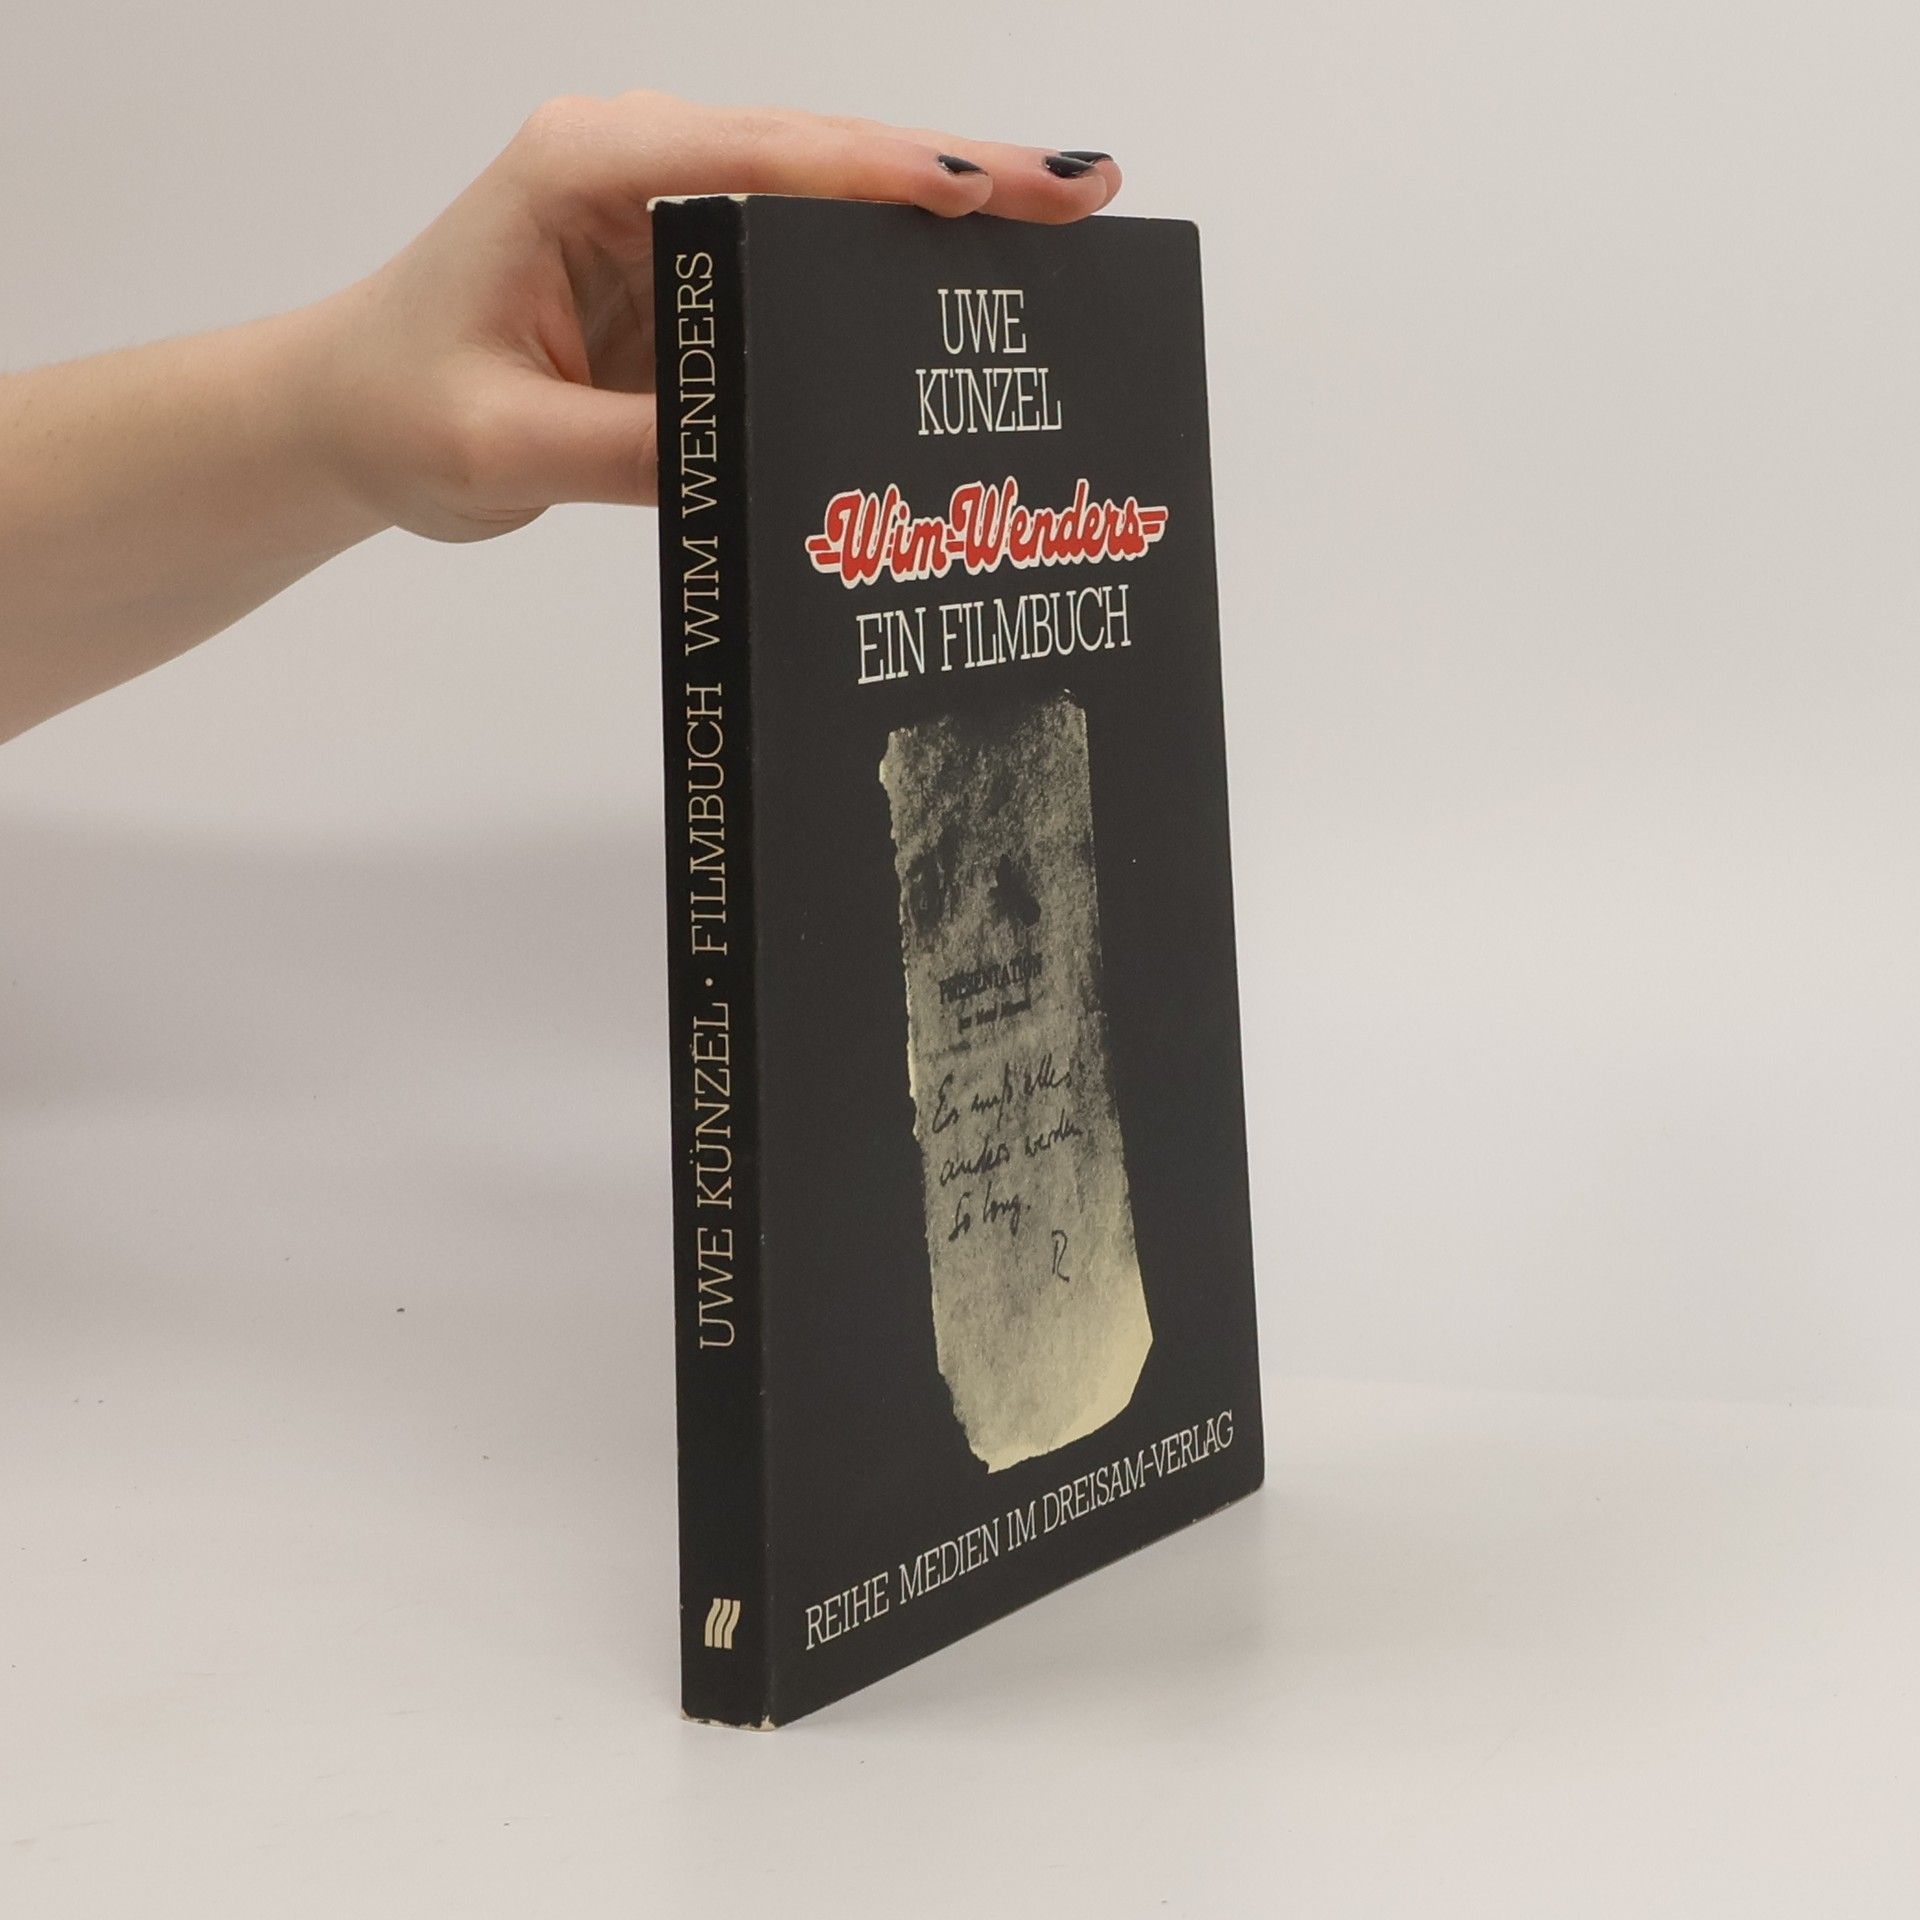 UWE KÜNZEL · FILMBUCH WIM WENDERS
UWE
KÜNZEL
Wim Wenders
EIN FILMBUCH
PRESENTATION
Es muß alles
anders werden.
So long.
R
REIHE MEDIEN IM DREISAM-VERLAG